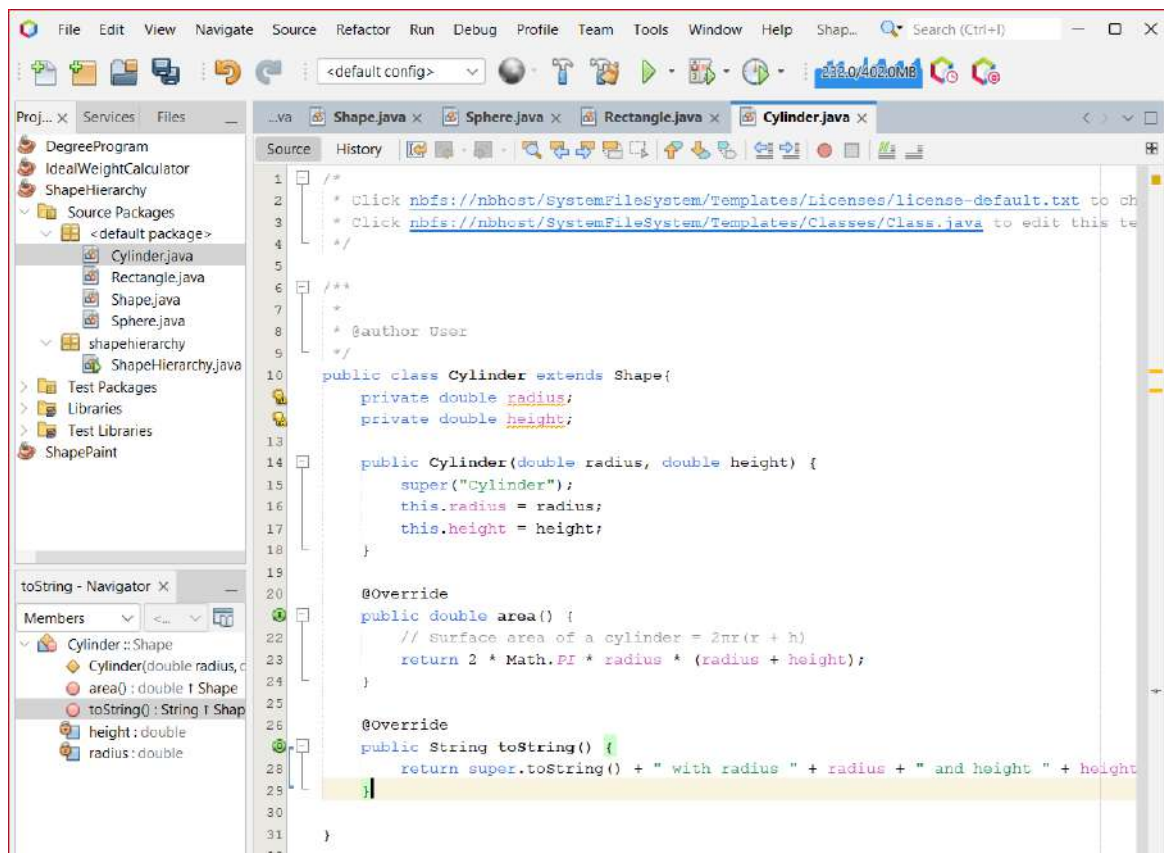 File Edit View Navigate Source Refactor Run Debug Profile Team Tools Window Help Shap... Search (Ctrl+I)
<default config> 232.0/402.0MB
Proj... Services Files
...va Shape.java Sphere.java Rectangle.java Cylinder.java
DegreeProgram
IdealWeightCalculator
ShapeHierarchy
Source Packages
<default package>
Cylinder.java
Rectangle.java
Shape.java
Sphere.java
shapehierarchy
ShapeHierarchy.java
Test Packages
Libraries
Test Libraries
ShapePaint
toString - Navigator
Members <...
Cylinder :: Shape
Cylinder(double radius, d
area() : double ↑ Shape
toString() : String ↑ Shap
height : double
radius : double
Source History
1 /*
2 * Click nbfs://nbhost/SystemFileSystem/Templates/Licenses/license-default.txt to ch
3 * Click nbfs://nbhost/SystemFileSystem/Templates/Classes/Class.java to edit this te
4 */
5
6 /**
7 *
8 * @author User
9 */
10 public class Cylinder extends Shape{
private double radius;
private double height;
13
14 public Cylinder(double radius, double height) {
15 super("Cylinder");
16 this.radius = radius;
17 this.height = height;
18 }
19
20 @Override
public double area() {
22 // Surface area of a cylinder = 2πr(r + h)
23 return 2 * Math.PI * radius * (radius + height);
24 }
25
26 @Override
public String toString() {
28 return super.toString() + " with radius " + radius + " and height " + height
29 }
30
31 }